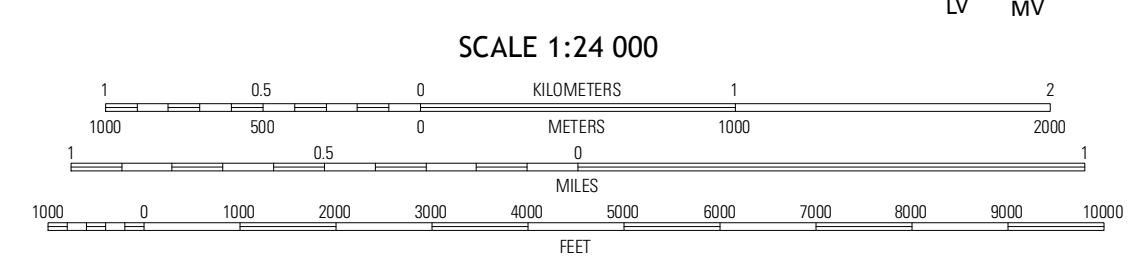 LV MV
SCALE 1:24 000
1 0.5 0 KILOMETERS 1 2
1000 500 0 METERS 1000 2000
1 0.5 0 1
MILES
1000 0 1000 2000 3000 4000 5000 6000 7000 8000 9000 10000
FEET